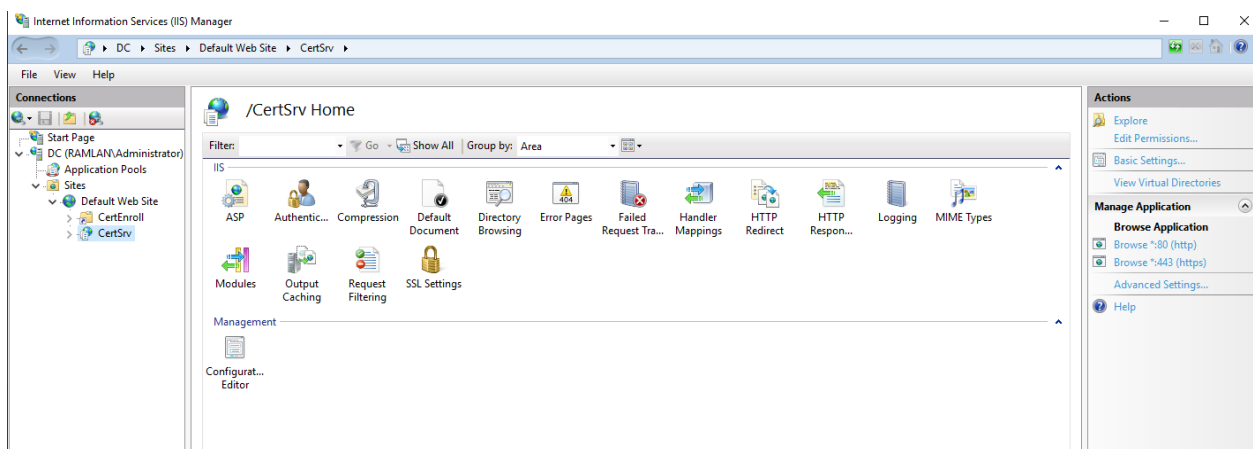 Internet Information Services (IIS) Manager
DC Sites Default Web Site CertSrv
File View Help
Connections
Start Page
DC (RAMLAN\Administrator)
Application Pools
Sites
Default Web Site
CertEnroll
CertSrv
/CertSrv Home
Filter: Go Show All Group by: Area
IIS
ASP
Authentic...
Compression
Default
Document
Directory
Browsing
Error Pages
404
Failed
Request Tra...
Handler
Mappings
HTTP
Redirect
HTTP
Respon...
Logging
MIME Types
Modules
Output
Caching
Request
Filtering
SSL Settings
Management
Configurat...
Editor
Actions
Explore
Edit Permissions...
Basic Settings...
View Virtual Directories
Manage Application
Browse Application
Browse *:80 (http)
Browse *:443 (https)
Advanced Settings...
Help